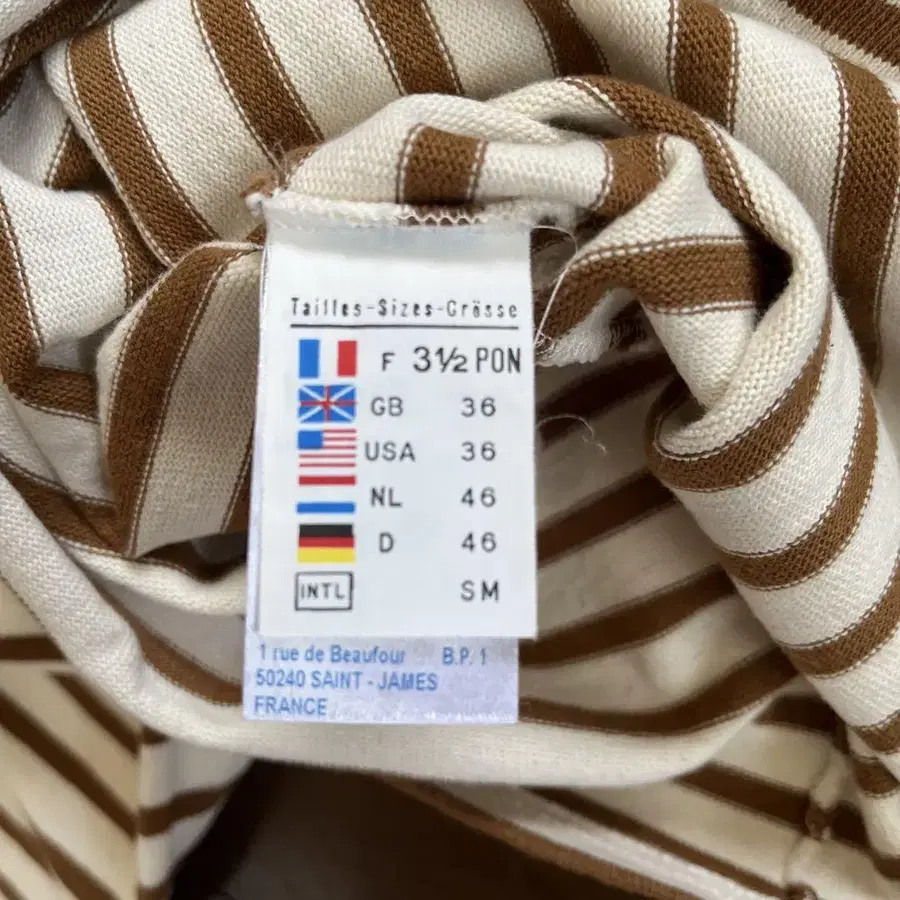 Tailles-Sizes-Grösse
F 3½ PON
GB 36
USA 36
NL 46
D 46
INTL SM
1 rue de Beaufour B.P. 1
50240 SAINT - JAMES
FRANCE